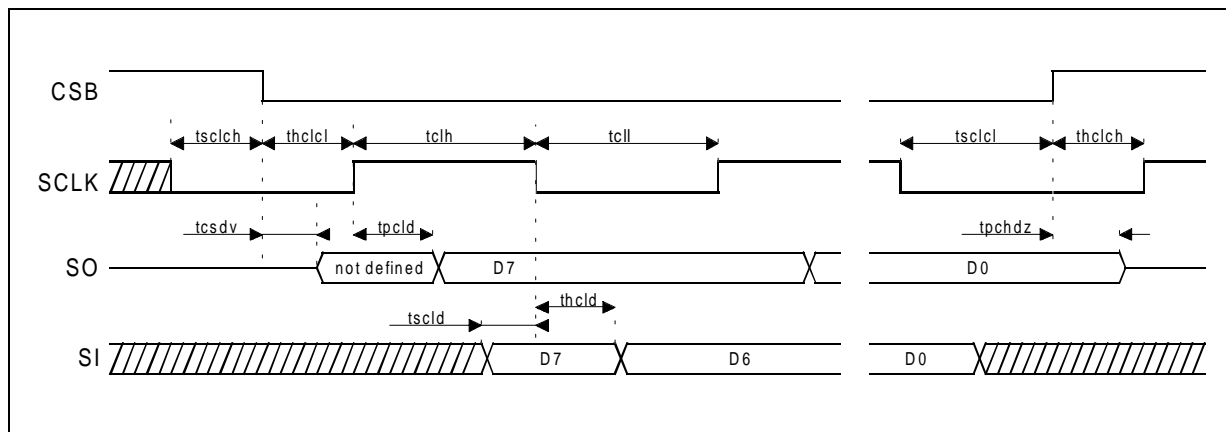 CSB
tsclch thclcl tclh tcll tsclcl thclch
SCLK
tcsdv tpcld tpchdz
SO not defined D7 D0
thcld
tscld
SI D7 D6 D0